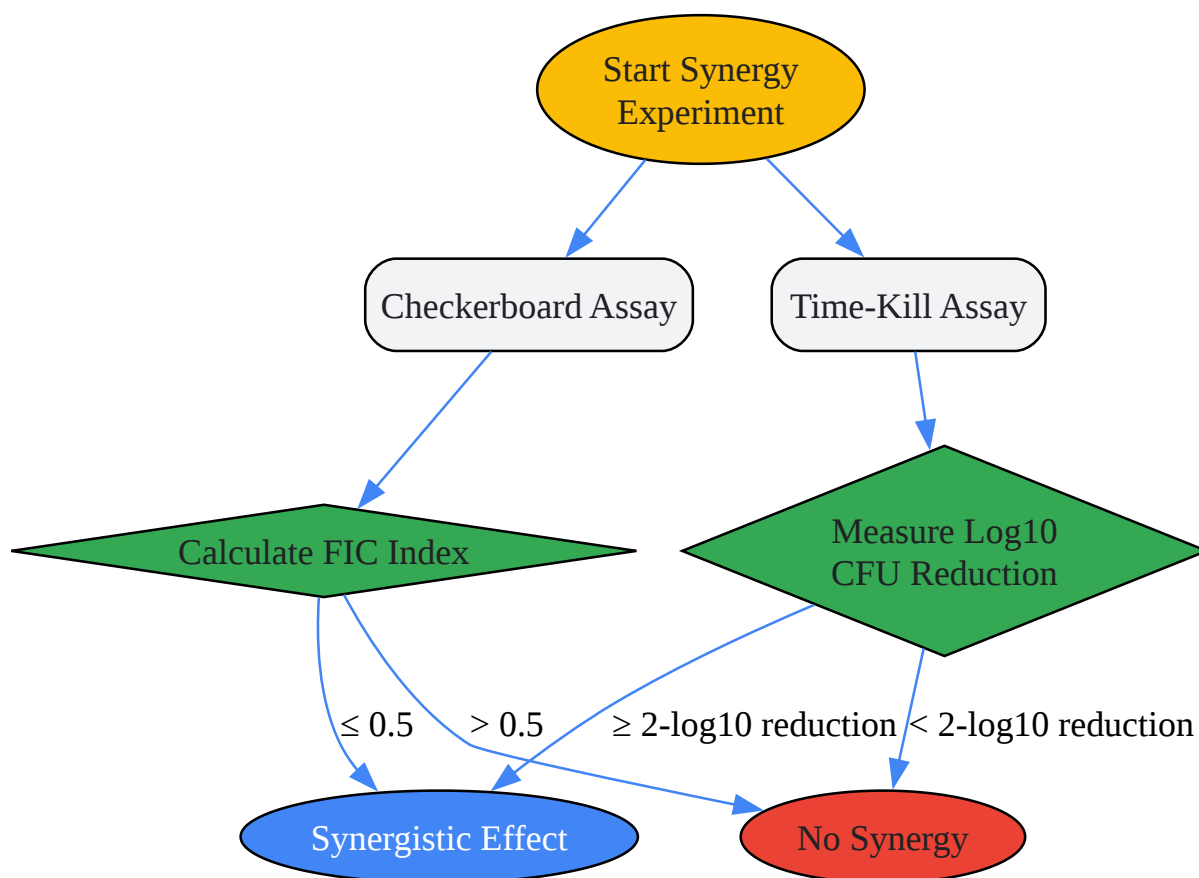 Start Synergy
Experiment
Checkerboard Assay
Time-Kill Assay
Calculate FIC Index
Measure Log10
CFU Reduction
≤ 0.5
> 0.5
≥ 2-log10 reduction
< 2-log10 reduction
Synergistic Effect
No Synergy